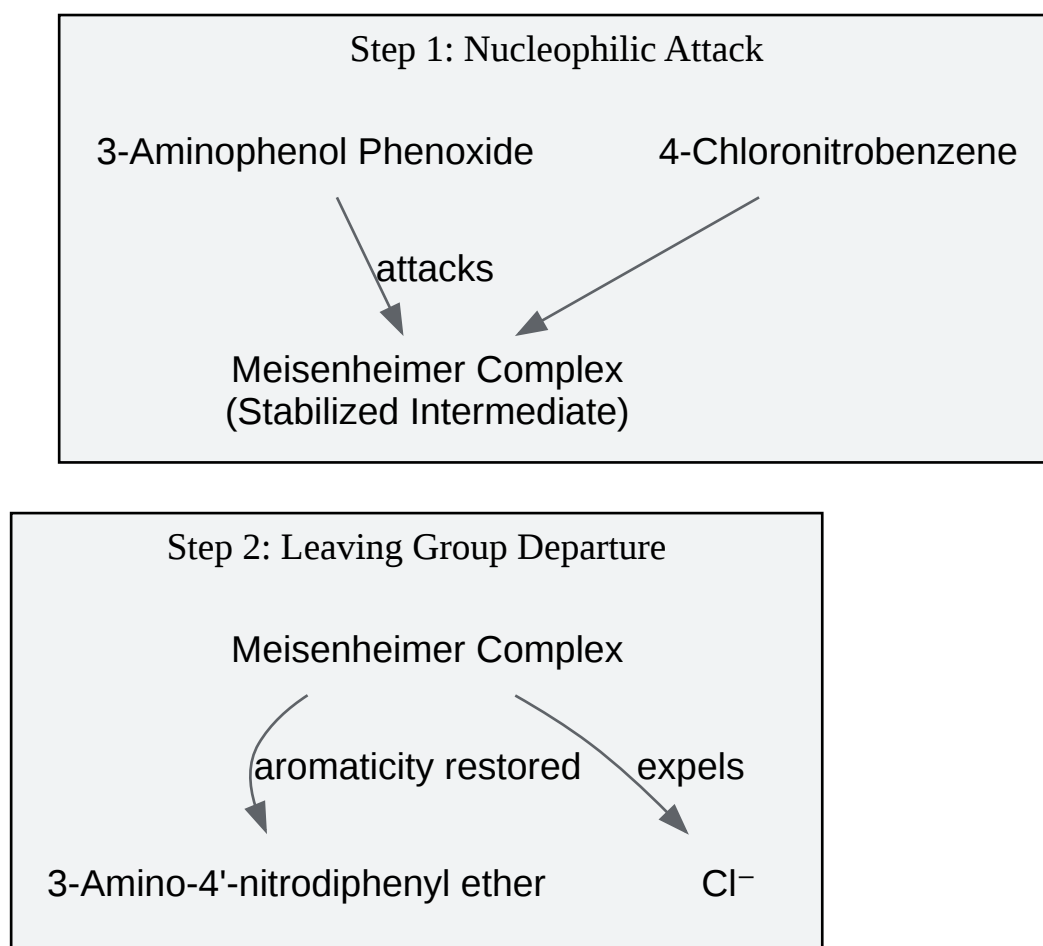 Step 1: Nucleophilic Attack
3-Aminophenol Phenoxide
4-Chloronitrobenzene
attacks
Meisenheimer Complex
(Stabilized Intermediate)
Step 2: Leaving Group Departure
Meisenheimer Complex
aromaticity restored
expels
3-Amino-4'-nitrodiphenyl ether
Cl⁻